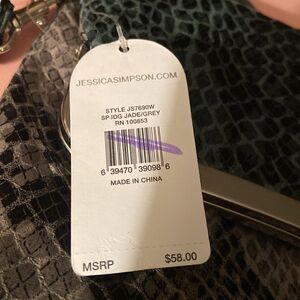 JESSICASIMPSON.COM
STYLE JS7690W
SP.IDG JADE/GREY
RN 100853
6 39470 39098 6
MADE IN CHINA
MSRP $58.00